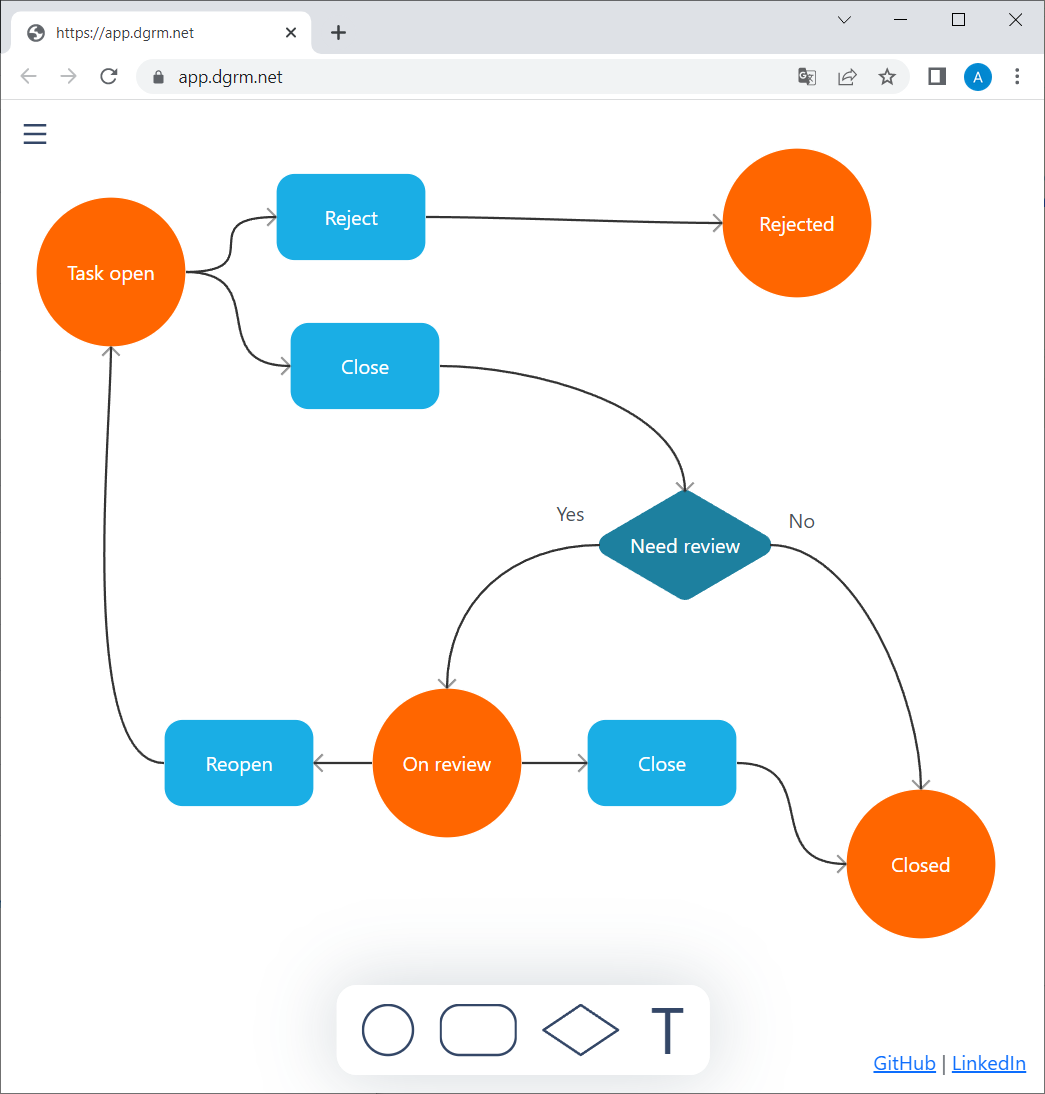 https://app.dgrm.net
app.dgrm.net
A
Reject
Rejected
Task open
Close
Yes
No
Need review
Reopen
On review
Close
Closed
T
GitHub | LinkedIn